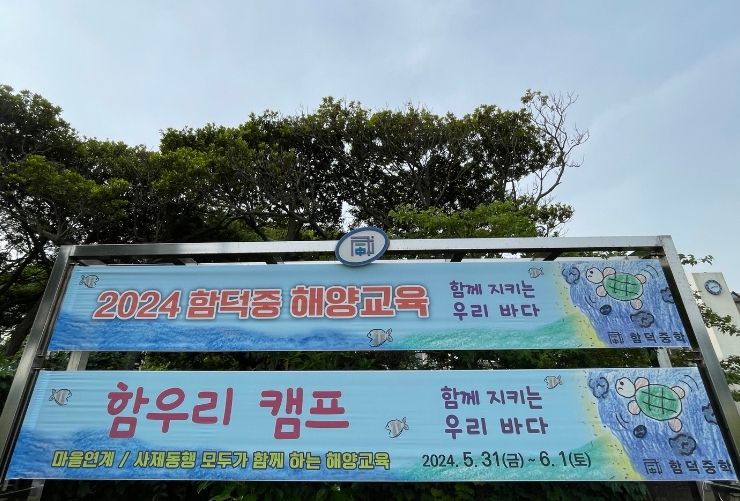 2024 함덕중 해양교육
함께 지키는
우리 바다
함덕중학
함우리 캠프
함께 지키는
우리 바다
마을연계 / 사제동행 모두가 함께 하는 해양교육
2024. 5.31(금) ~ 6.1(토)
함덕중학